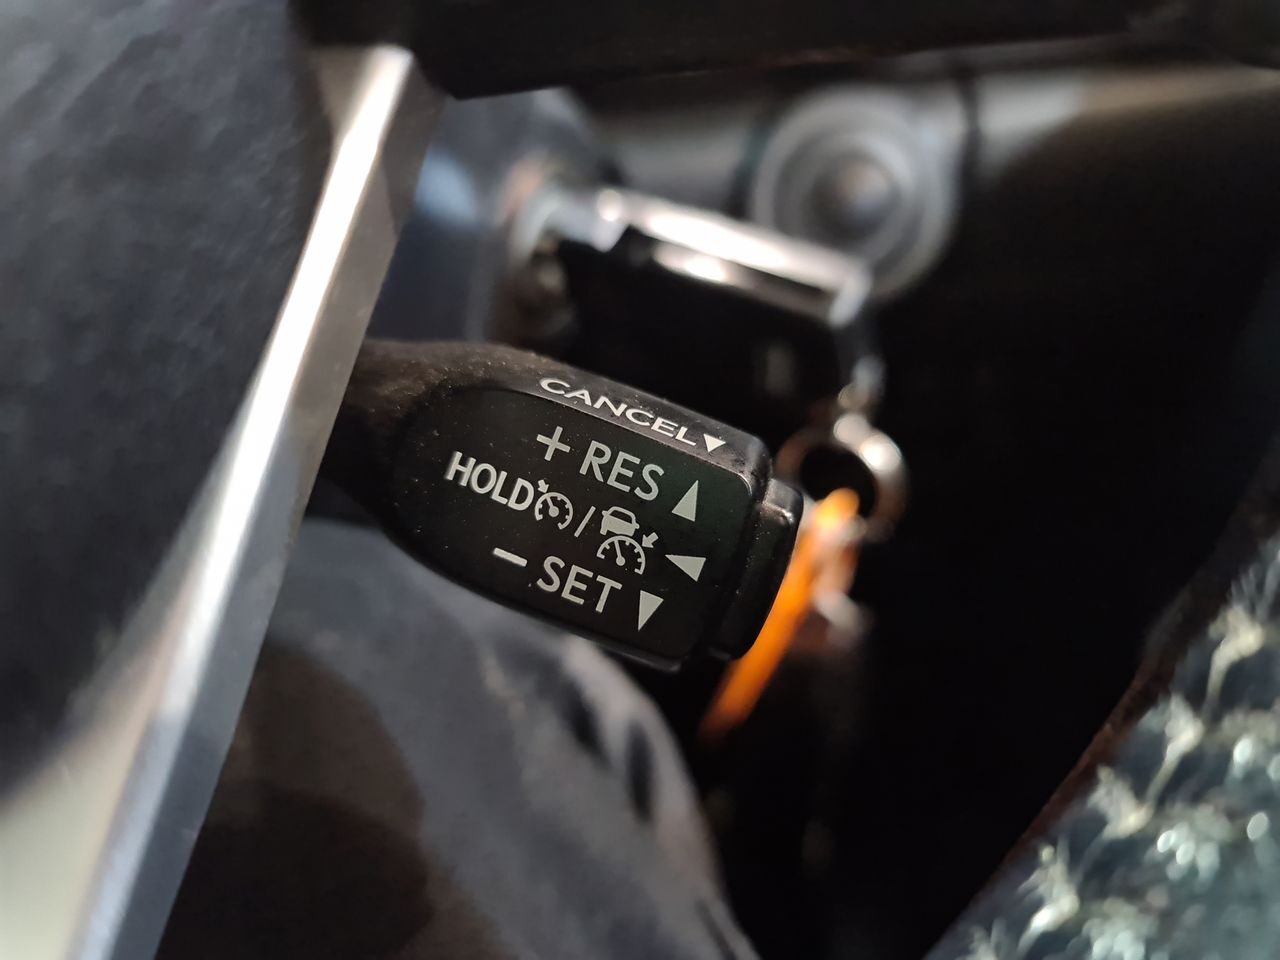 CANCEL▼
+ RES ▲
HOLD / ◀
− SET ▼